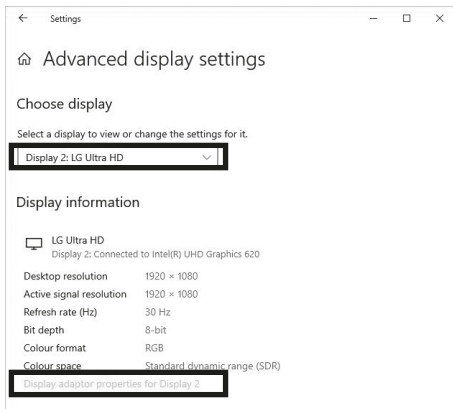 Settings
Advanced display settings
Choose display
Select a display to view or change the settings for it.
Display 2: LG Ultra HD
Display information
LG Ultra HD
Display 2: Connected to Intel(R) UHD Graphics 620
Desktop resolution 1920 × 1080
Active signal resolution 1920 × 1080
Refresh rate (Hz) 30 Hz
Bit depth 8-bit
Colour format RGB
Colour space Standard dynamic range (SDR)
Display adaptor properties for Display 2